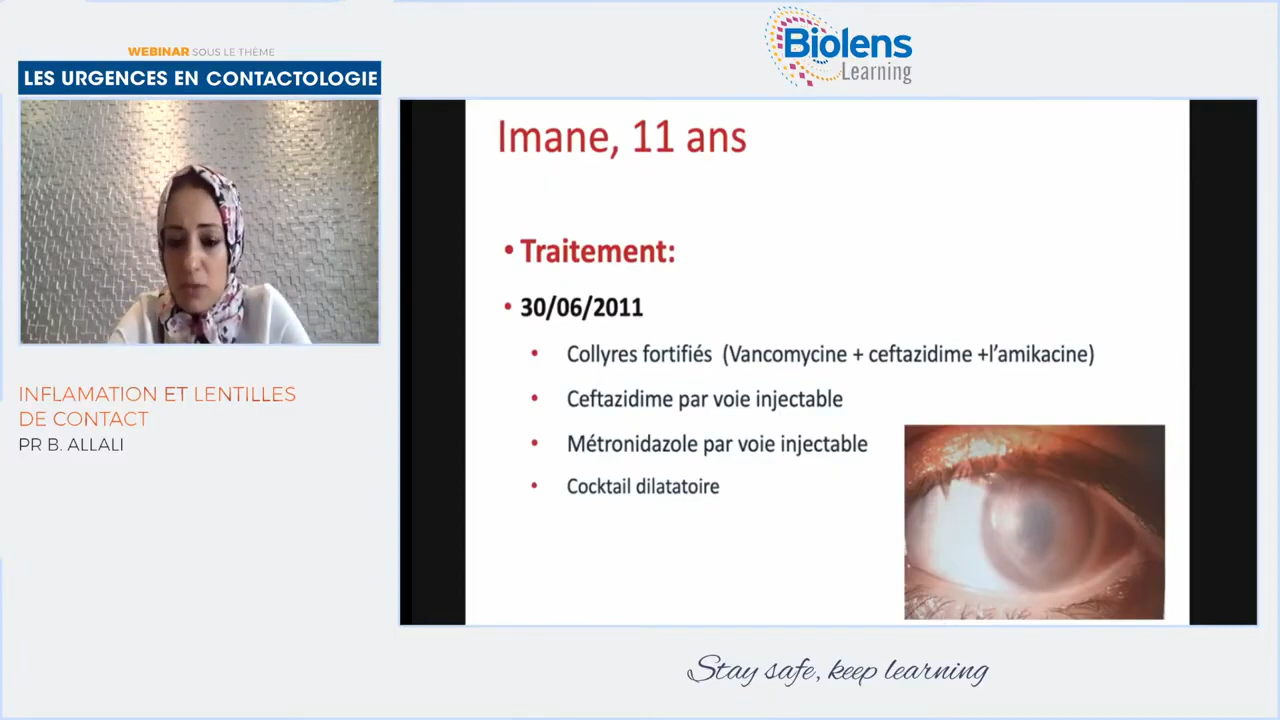 WEBINAR SOUS LE THÈME
LES URGENCES EN CONTACTOLOGIE
Biolens
Learning
Imane, 11 ans
• Traitement:
• 30/06/2011
• Collyres fortifiés (Vancomycine + ceftazidime +l’amikacine)
• Ceftazidime par voie injectable
• Métronidazole par voie injectable
• Cocktail dilatatoire
INFLAMATION ET LENTILLES
DE CONTACT
PR B. ALLALI
Stay safe, keep learning